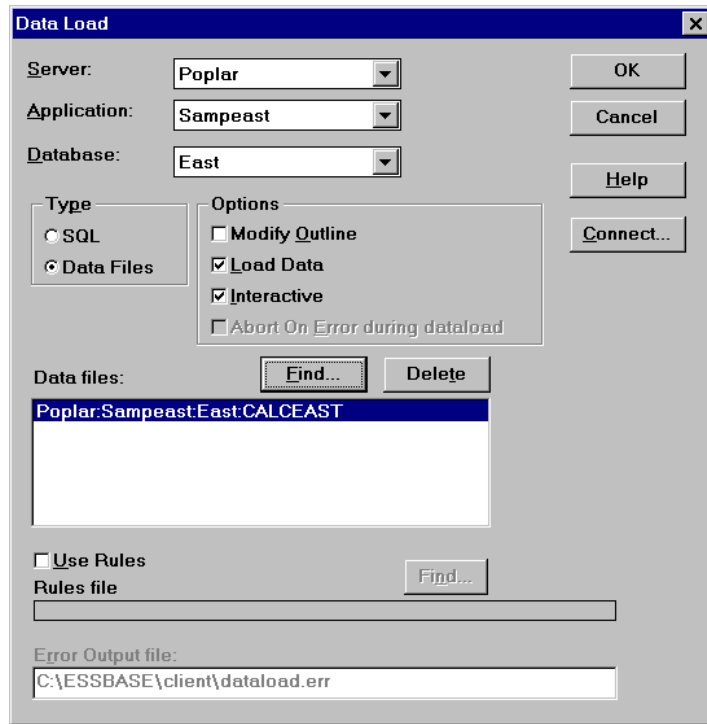 Data Load
Server:
Poplar
OK
Application:
Sampeast
Cancel
Database:
East
Help
Type
Options
SQL
Modify Outline
Connect...
Data Files
Load Data
Interactive
Abort On Error during dataload
Data files:
Find...
Delete
Poplar:Sampeast:East:CALCEAST
Use Rules
Find...
Rules file
Error Output file:
C:\ESSBASE\client\dataload.err